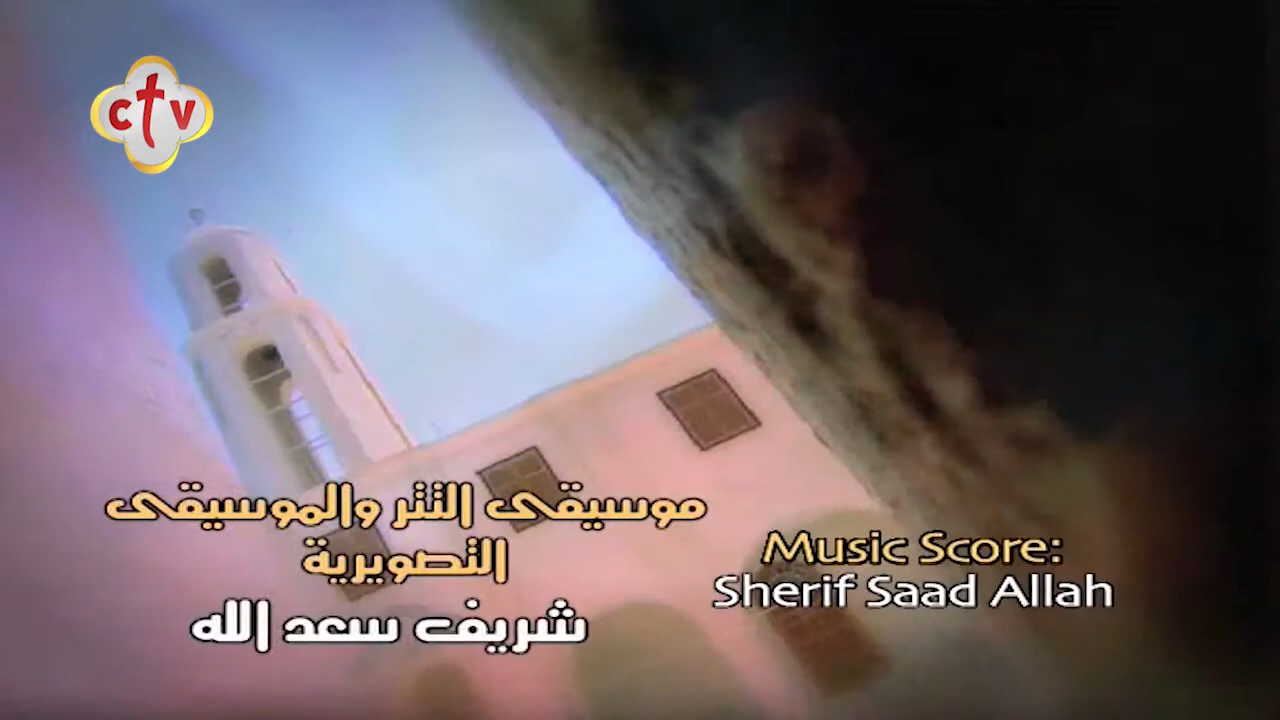 ctv
موسيقى التتر والموسيقى
التصويرية
شريف سعد الله
Music Score:
Sherif Saad Allah